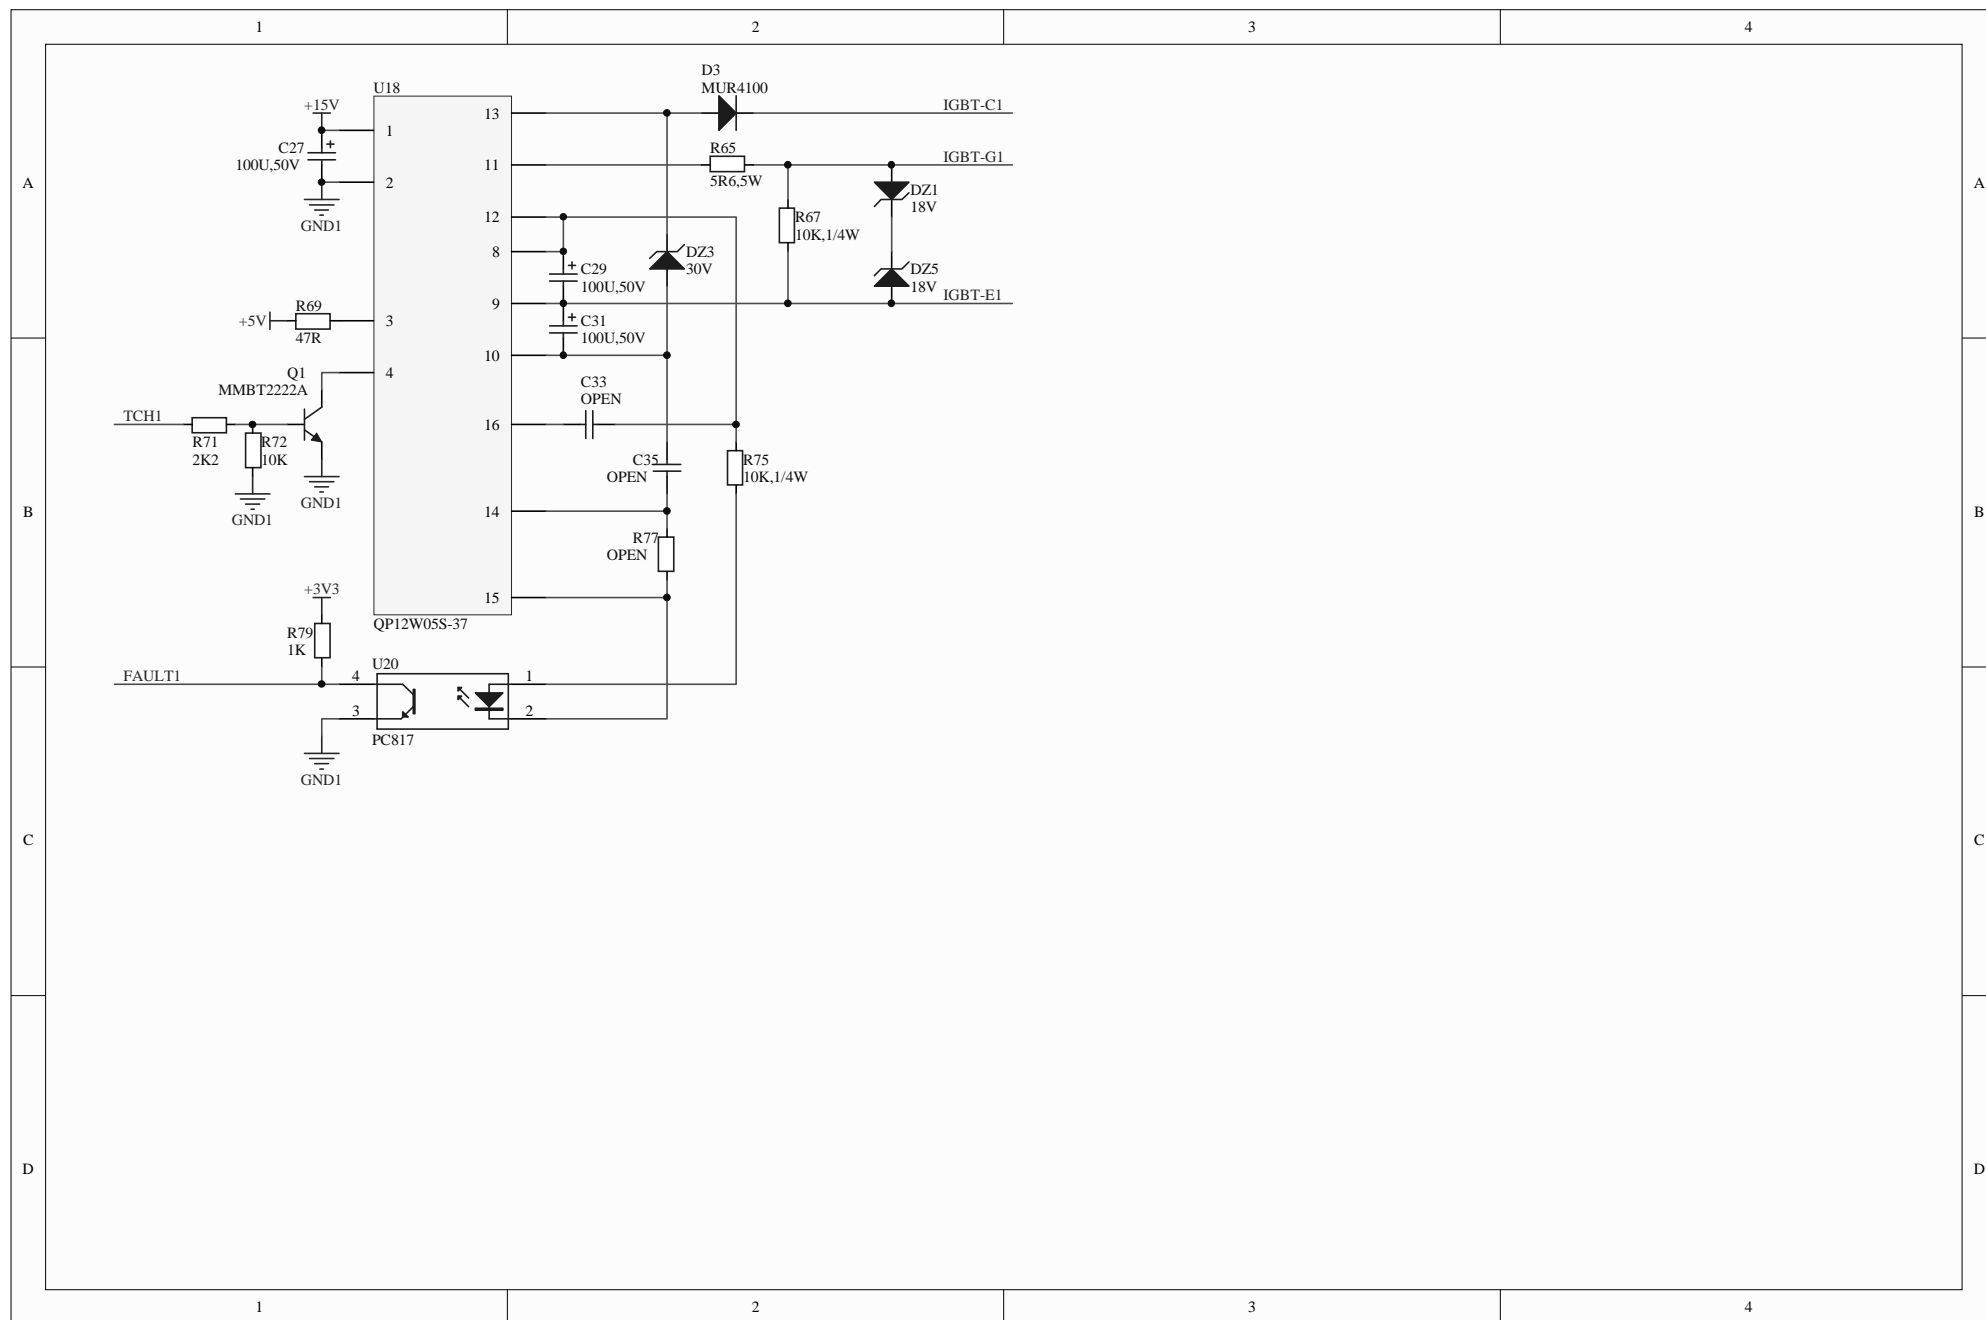 1 2 3 4
A A
B B
C C
D D
1 2 3 4
U18
+15V
C27
100U,50V
GND1
1
2
3
4
13
11
12
8
9
10
16
14
15
QP12W05S-37
D3
MUR4100
IGBT-C1
R65
5R6,5W
IGBT-G1
DZ1
18V
R67
10K,1/4W
DZ3
30V
DZ5
18V
IGBT-E1
C29
100U,50V
C31
100U,50V
R69
+5V
47R
Q1
MMBT2222A
TCH1
R71
2K2
R72
10K
GND1
GND1
C33
OPEN
C35
OPEN
R75
10K,1/4W
R77
OPEN
+3V3
R79
1K
FAULT1
U20
4
3
1
2
PC817
GND1